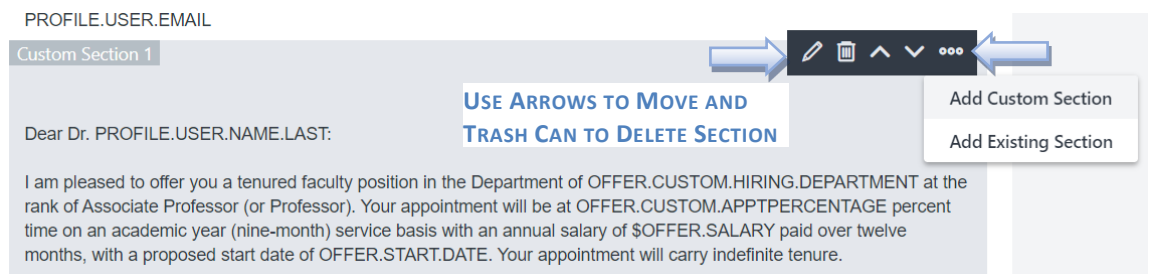 PROFILE.USER.EMAIL
Custom Section 1
USE ARROWS TO MOVE AND
TRASH CAN TO DELETE SECTION
Add Custom Section
Add Existing Section
Dear Dr. PROFILE.USER.NAME.LAST:
I am pleased to offer you a tenured faculty position in the Department of OFFER.CUSTOM.HIRING.DEPARTMENT at the
rank of Associate Professor (or Professor). Your appointment will be at OFFER.CUSTOM.APPTPERCENTAGE percent
time on an academic year (nine-month) service basis with an annual salary of $OFFER.SALARY paid over twelve
months, with a proposed start date of OFFER.START.DATE. Your appointment will carry indefinite tenure.